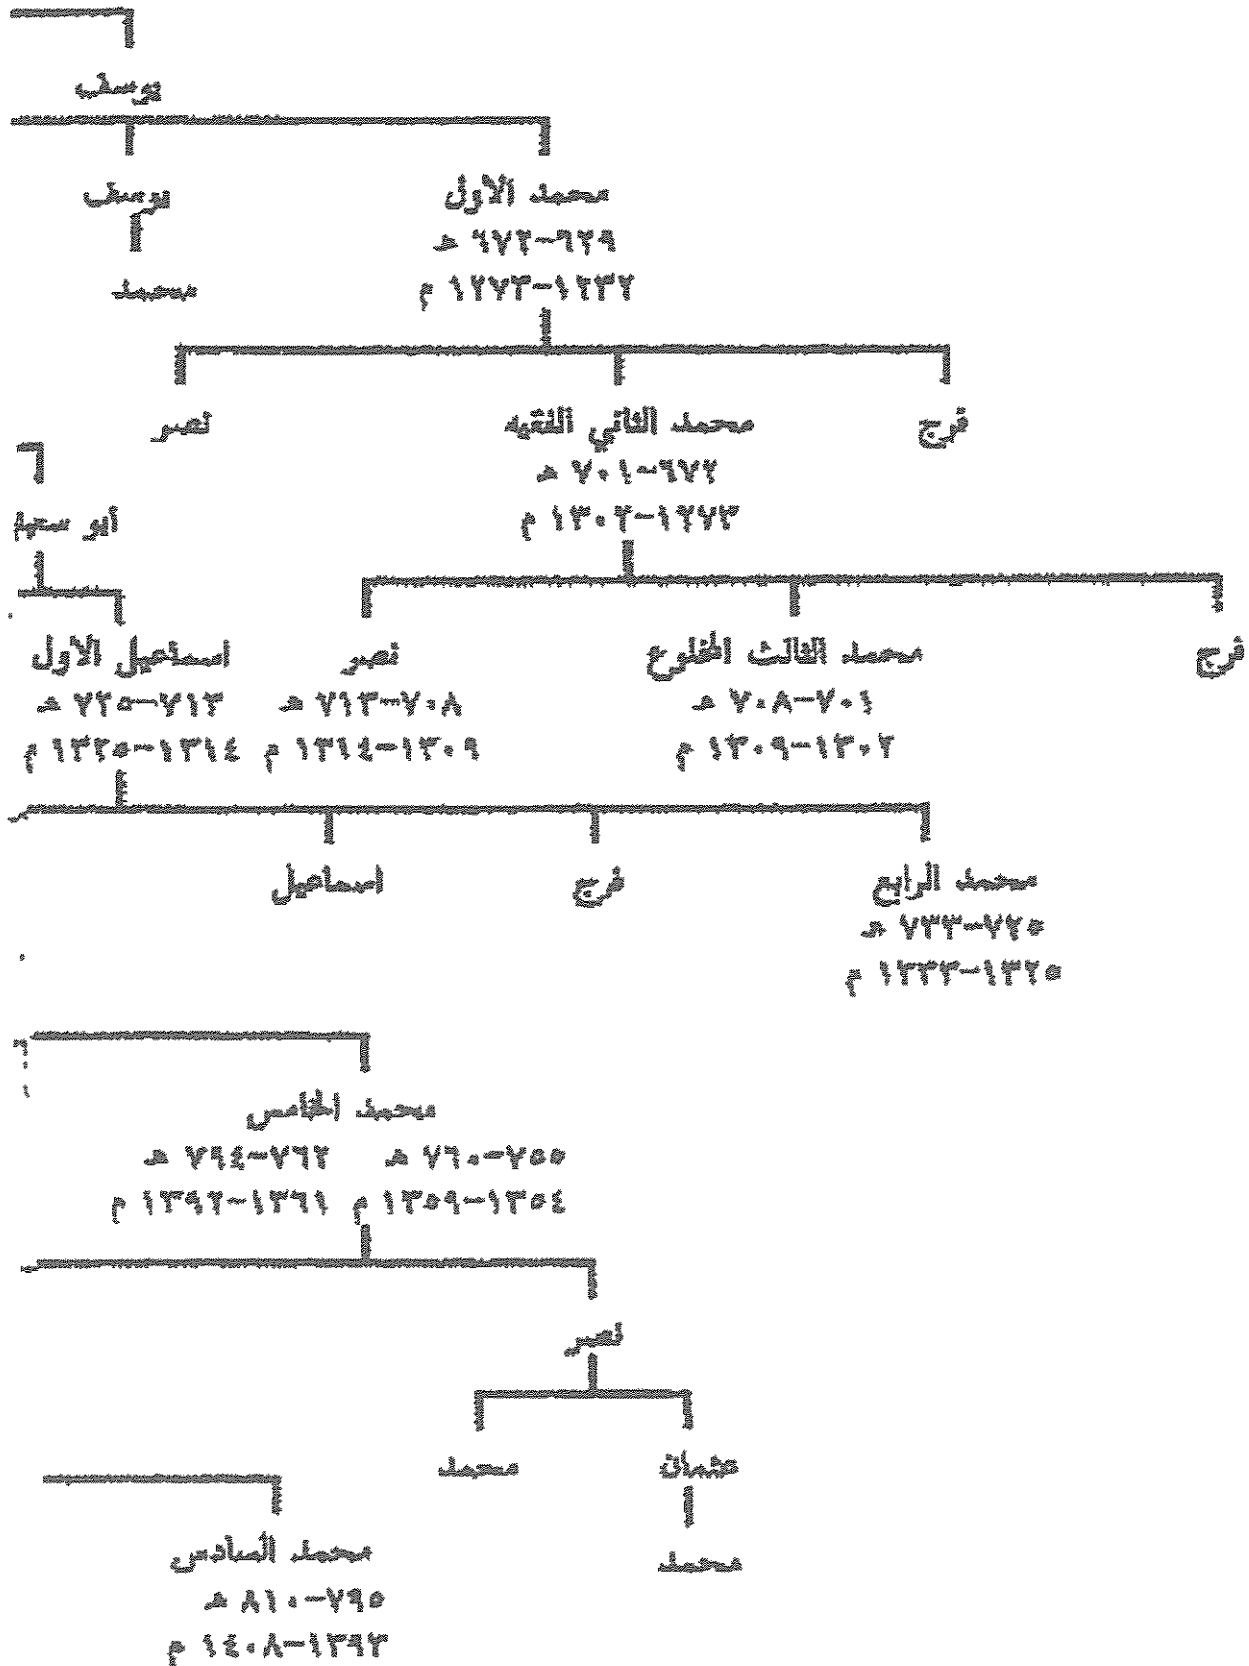 يوسف
محمد الأول
يوسف
٦٢٩-٦٧٢ هـ
١٢٣٢-١٢٧٣ م
محمد
فرج
محمد الثاني الفقيه
نصر
٦٧٢-٧٠١ هـ
١٢٧٣-١٣٠٢ م
أبو سعيد
فرج
محمد الثالث المخلوع
نصر
اسماعيل الأول
٧٠١-٧٠٨ هـ
٧٠٨-٧١٣ هـ
٧١٣-٧٢٥ هـ
١٣٠٢-١٣٠٩ م
١٣٠٩-١٣١٤ م
١٣١٤-١٣٢٥ م
محمد الرابع
فرج
اسماعيل
٧٢٥-٧٣٣ هـ
١٣٢٥-١٣٣٣ م
محمد الخامس
٧٥٥-٧٦٠ هـ
٧٦٢-٧٩٤ هـ
١٣٥٤-١٣٥٩ م
١٣٦١-١٣٩٢ م
نصر
عثمان
محمد
محمد السادس
محمد
٧٩٥-٨١٠ هـ
١٣٩٢-١٤٠٨ م